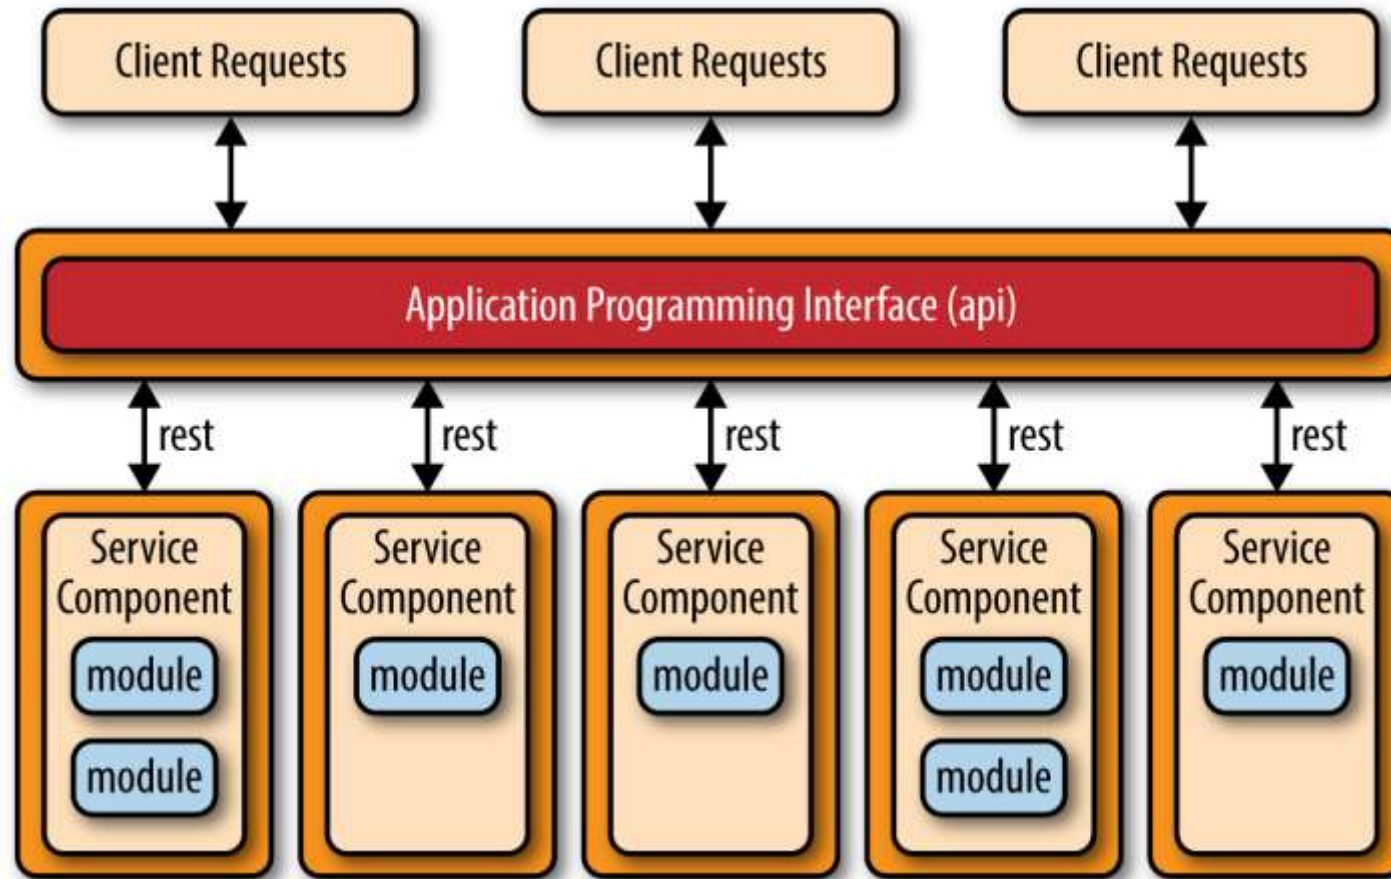 Client Requests
Client Requests
Client Requests
Application Programming Interface (api)
rest
rest
rest
rest
rest
Service
Component
module
module
Service
Component
module
Service
Component
module
Service
Component
module
module
Service
Component
module